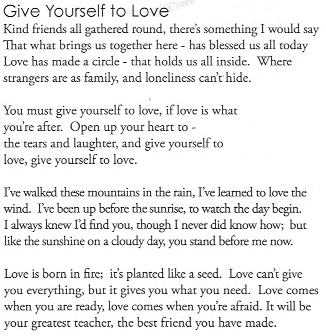 Give Yourself to Love
Kind friends all gathered round, there's something I would say
That what brings us together here - has blessed us all today
Love has made a circle - that holds us all inside.  Where
strangers are as family, and loneliness can't hide.

You must give yourself to love, if love is what
you're after.  Open up your heart to -
the tears and laughter, and give yourself to
love, give yourself to love.

I've walked these mountains in the rain, I've learned to love the
wind.  I've been up before the sunrise, to watch the day begin.
I always knew I'd find you, though I never did know how;  but
like the sunshine on a cloudy day, you stand before me now.

Love is born in fire;  it's planted like a seed.  Love can't give
you everything, but it gives you what you need.  Love comes
when you are ready, love comes when you're afraid. It will be
your greatest teacher, the best friend you have made.